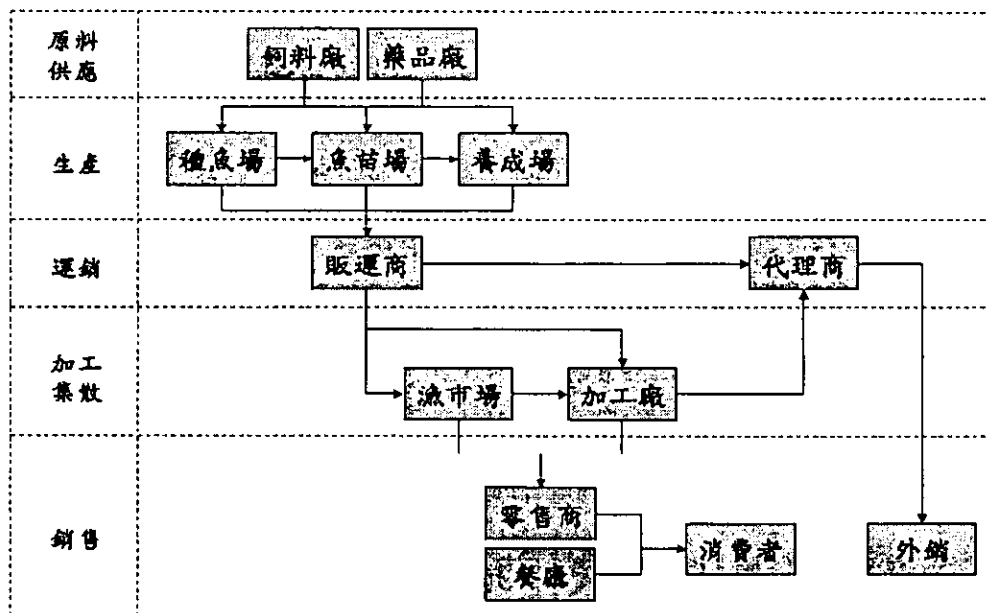 原料
供應
飼料廠
藥品廠
生產
種魚場
魚苗場
養成場
運銷
販運商
代理商
加工
集散
漁市場
加工廠
銷售
零售商
餐廳
消費者
外銷